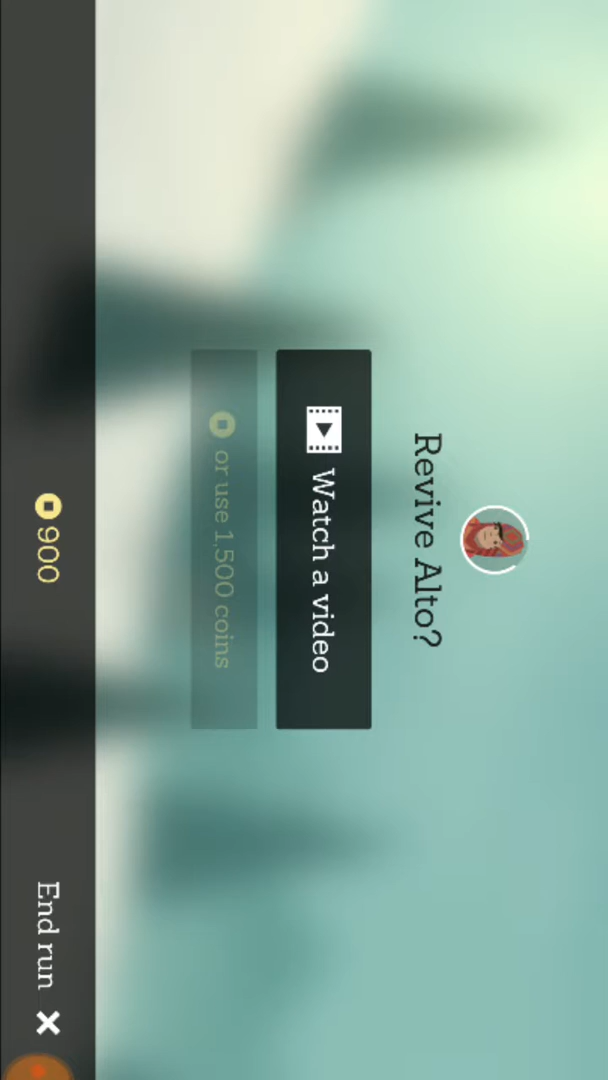 Revive Alto?
Watch a video
or use 1,500 coins
900
End run